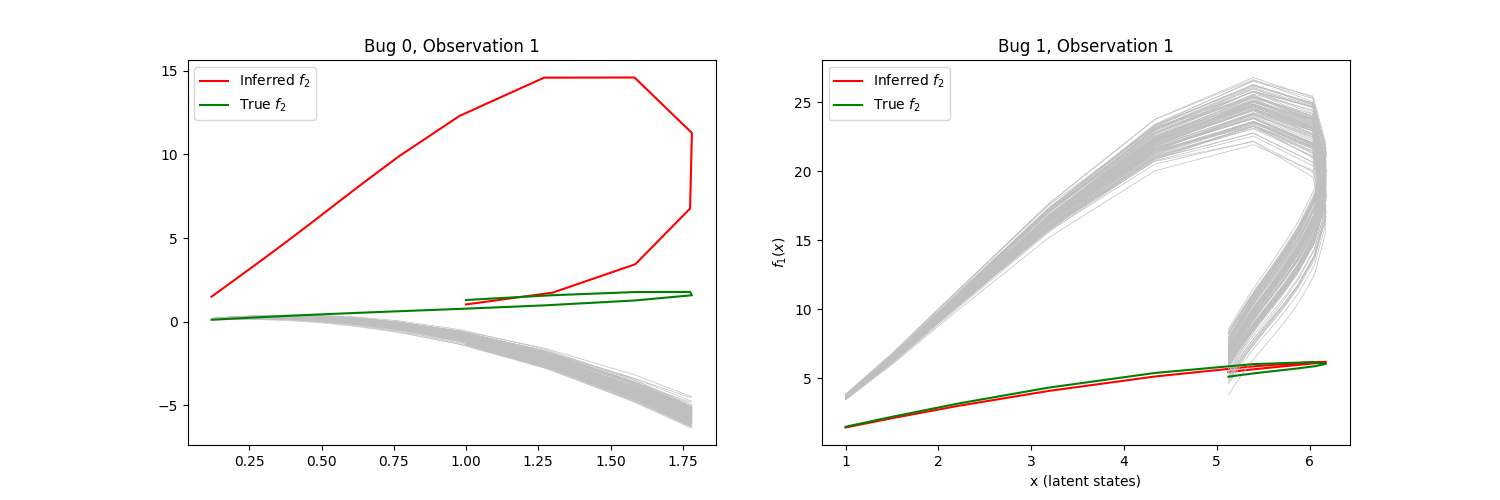 Bug 0, Observation 1
Inferred f₂
True f₂
15
10
5
0
−5
0.25 0.50 0.75 1.00 1.25 1.50 1.75
Bug 1, Observation 1
Inferred f₂
True f₂
25
20
15
10
5
f₁(x)
1 2 3 4 5 6
x (latent states)